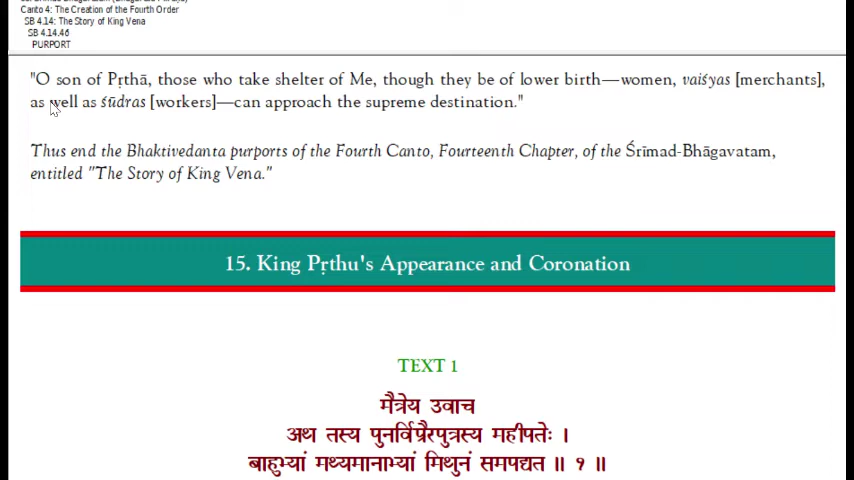 Canto 4: The Creation of the Fourth Order
SB 4.14: The Story of King Vena
SB 4.14.46
PURPORT
"O son of Pṛthā, those who take shelter of Me, though they be of lower birth—women, vaiśyas [merchants],
as well as śūdras [workers]—can approach the supreme destination."
Thus end the Bhaktivedanta purports of the Fourth Canto, Fourteenth Chapter, of the Śrīmad-Bhāgavatam,
entitled "The Story of King Vena."
15. King Pṛthu's Appearance and Coronation
TEXT 1
मैत्रेय उवाच
अथ तस्य पुनर्विप्रैरपुत्रस्य महीपतेः ।
बाहुभ्यां मथ्यमानाभ्यां मिथुनं समपद्यत ॥ १ ॥